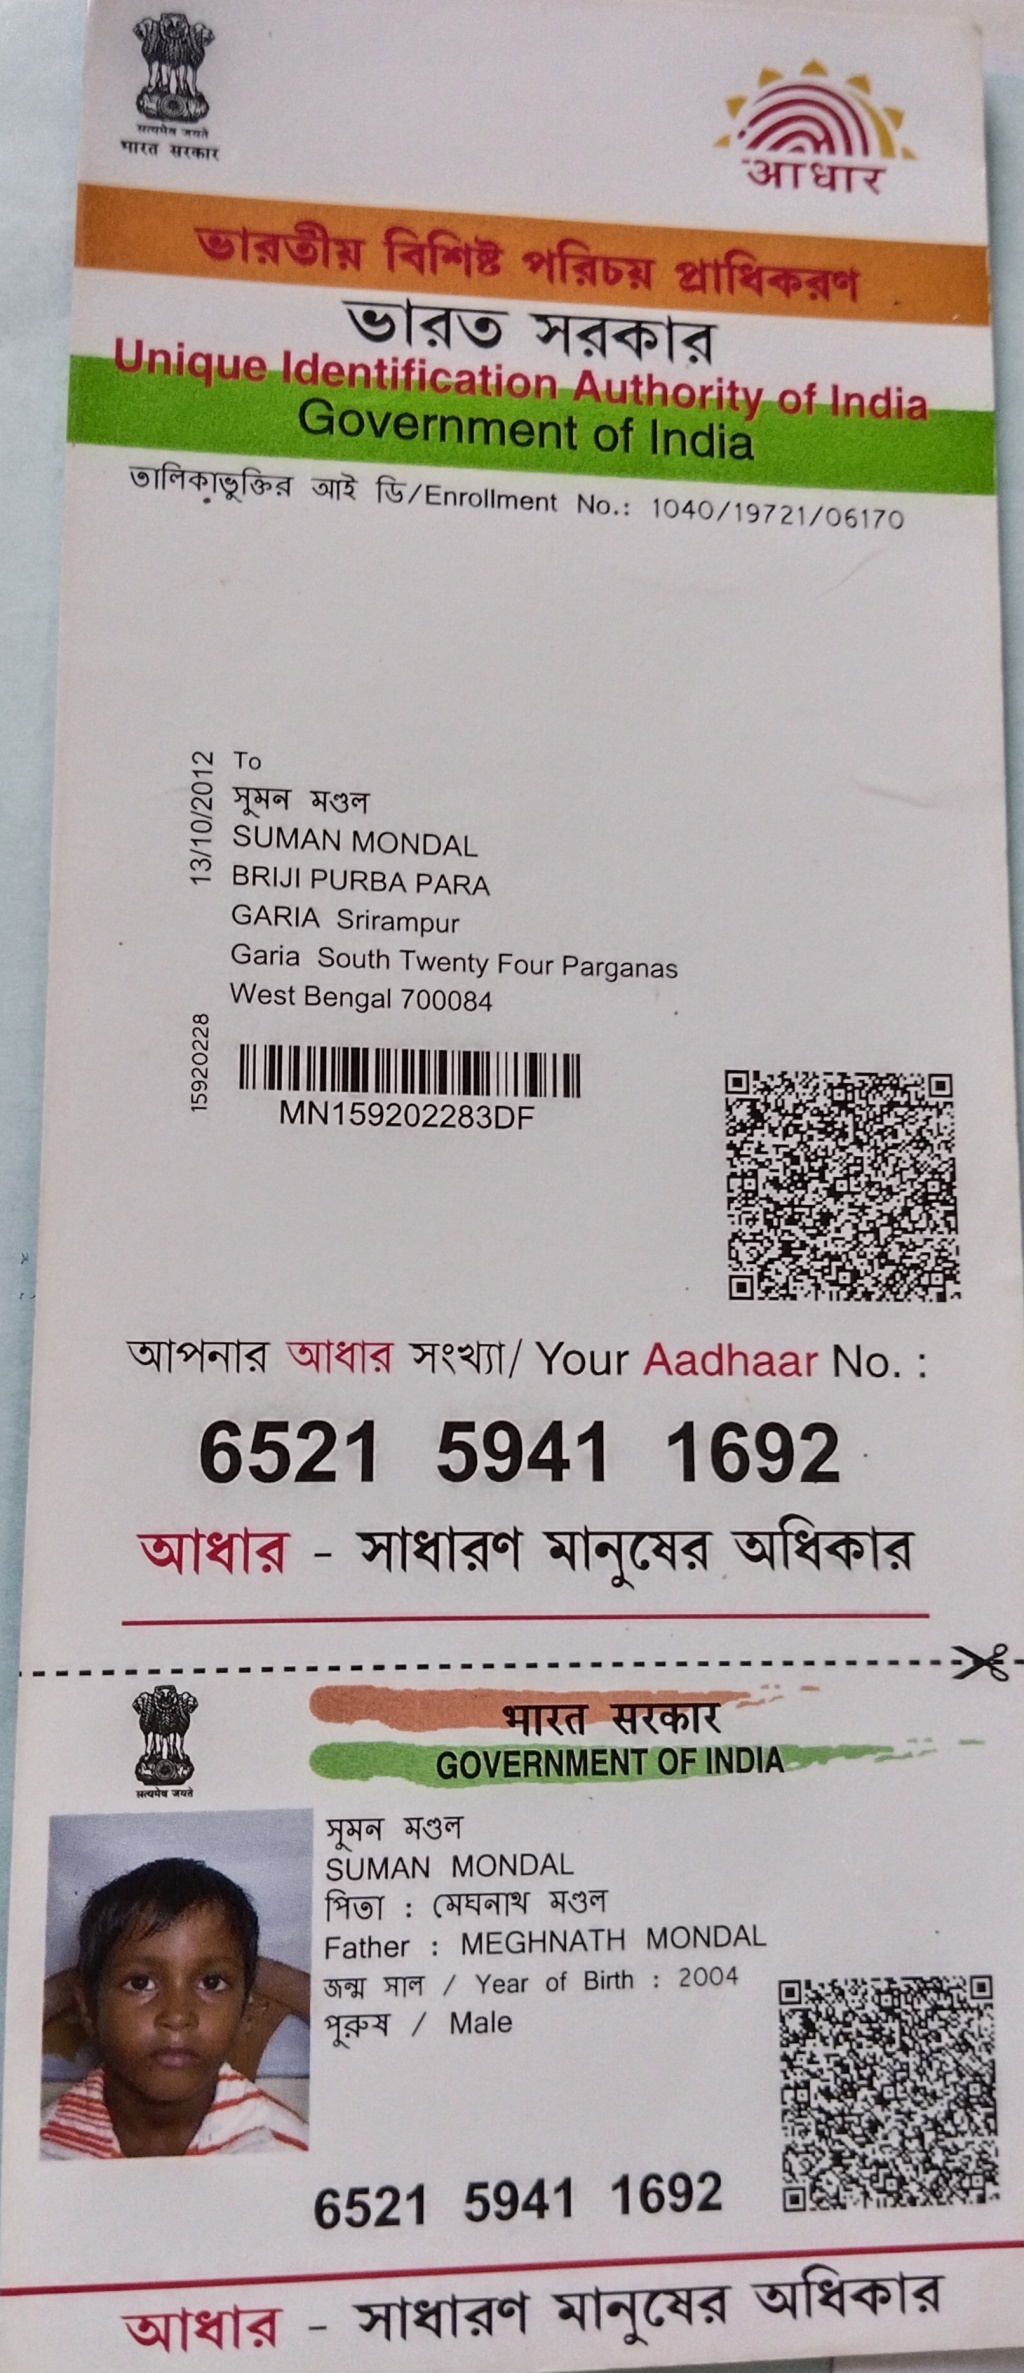 सत्यमेव जयते
भारत सरकार
आधार
ভারতীয় বিশিষ্ট পরিচয় প্রাধিকরণ
ভারত সরকার
Unique Identification Authority of India
Government of India
তালিকাভুক্তির আই ডি/Enrollment No.: 1040/19721/06170
13/10/2012
To
সুমন মণ্ডল
SUMAN MONDAL
BRIJI PURBA PARA
GARIA Srirampur
Garia South Twenty Four Parganas
West Bengal 700084
15920228
MN159202283DF
আপনার আধার সংখ্যা/ Your Aadhaar No. :
6521 5941 1692
আধার - সাধারণ মানুষের অধিকার
सत्यमेव जयते
भारत सरकार
GOVERNMENT OF INDIA
সুমন মণ্ডল
SUMAN MONDAL
পিতা : মেঘনাথ মণ্ডল
Father : MEGHNATH MONDAL
জন্ম সাল / Year of Birth : 2004
পুরুষ / Male
6521 5941 1692
আধার - সাধারণ মানুষের অধিকার